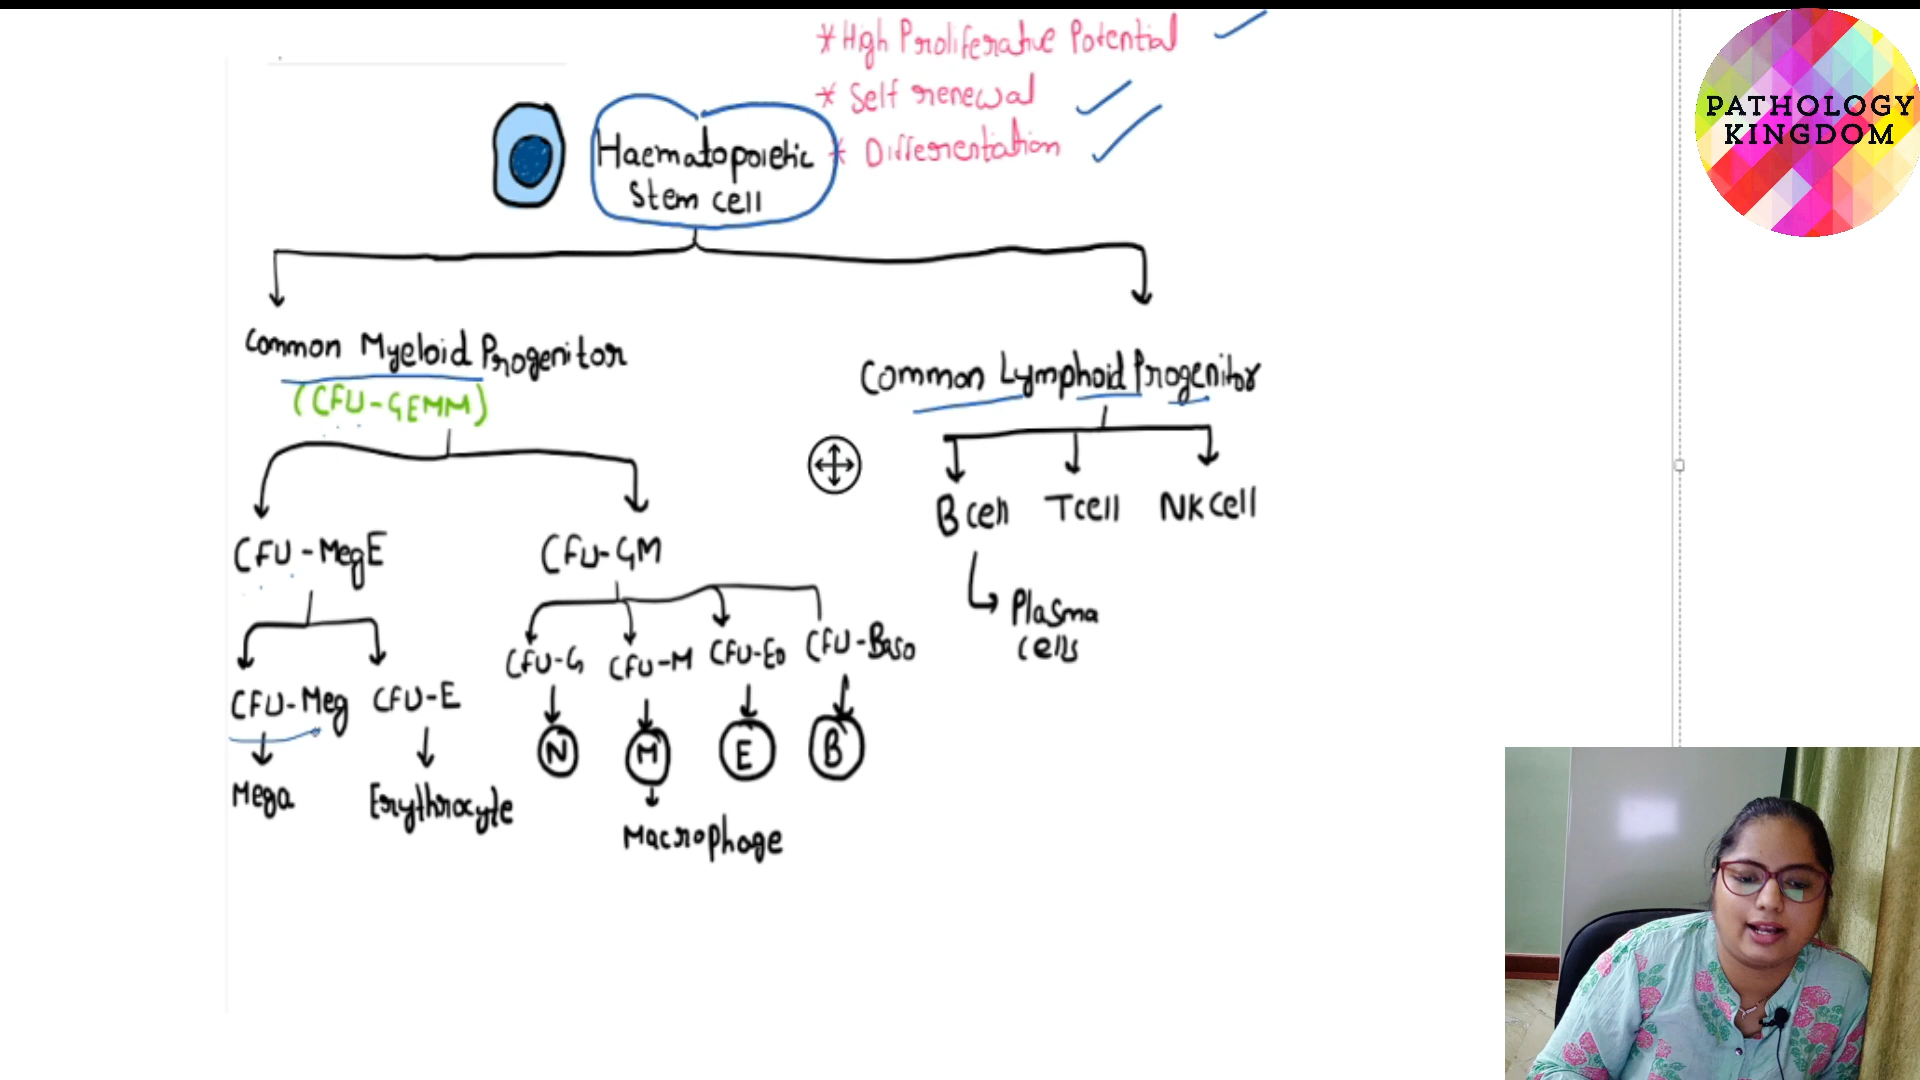 * High Proliferative Potential
* Self renewal
* Differentiation
PATHOLOGY
KINGDOM
Haematopoietic
Stem cell
Common Myeloid Progenitor
(CFU-GEMM)
Common Lymphoid Progenitor
B cell T cell NK cell
Plasma
cells
CFU-MegE CFU-GM
CFU-G CFU-M CFU-Eo CFU-Baso
CFU-Meg CFU-E
N M E B
Mega Erythrocyte
Macrophage